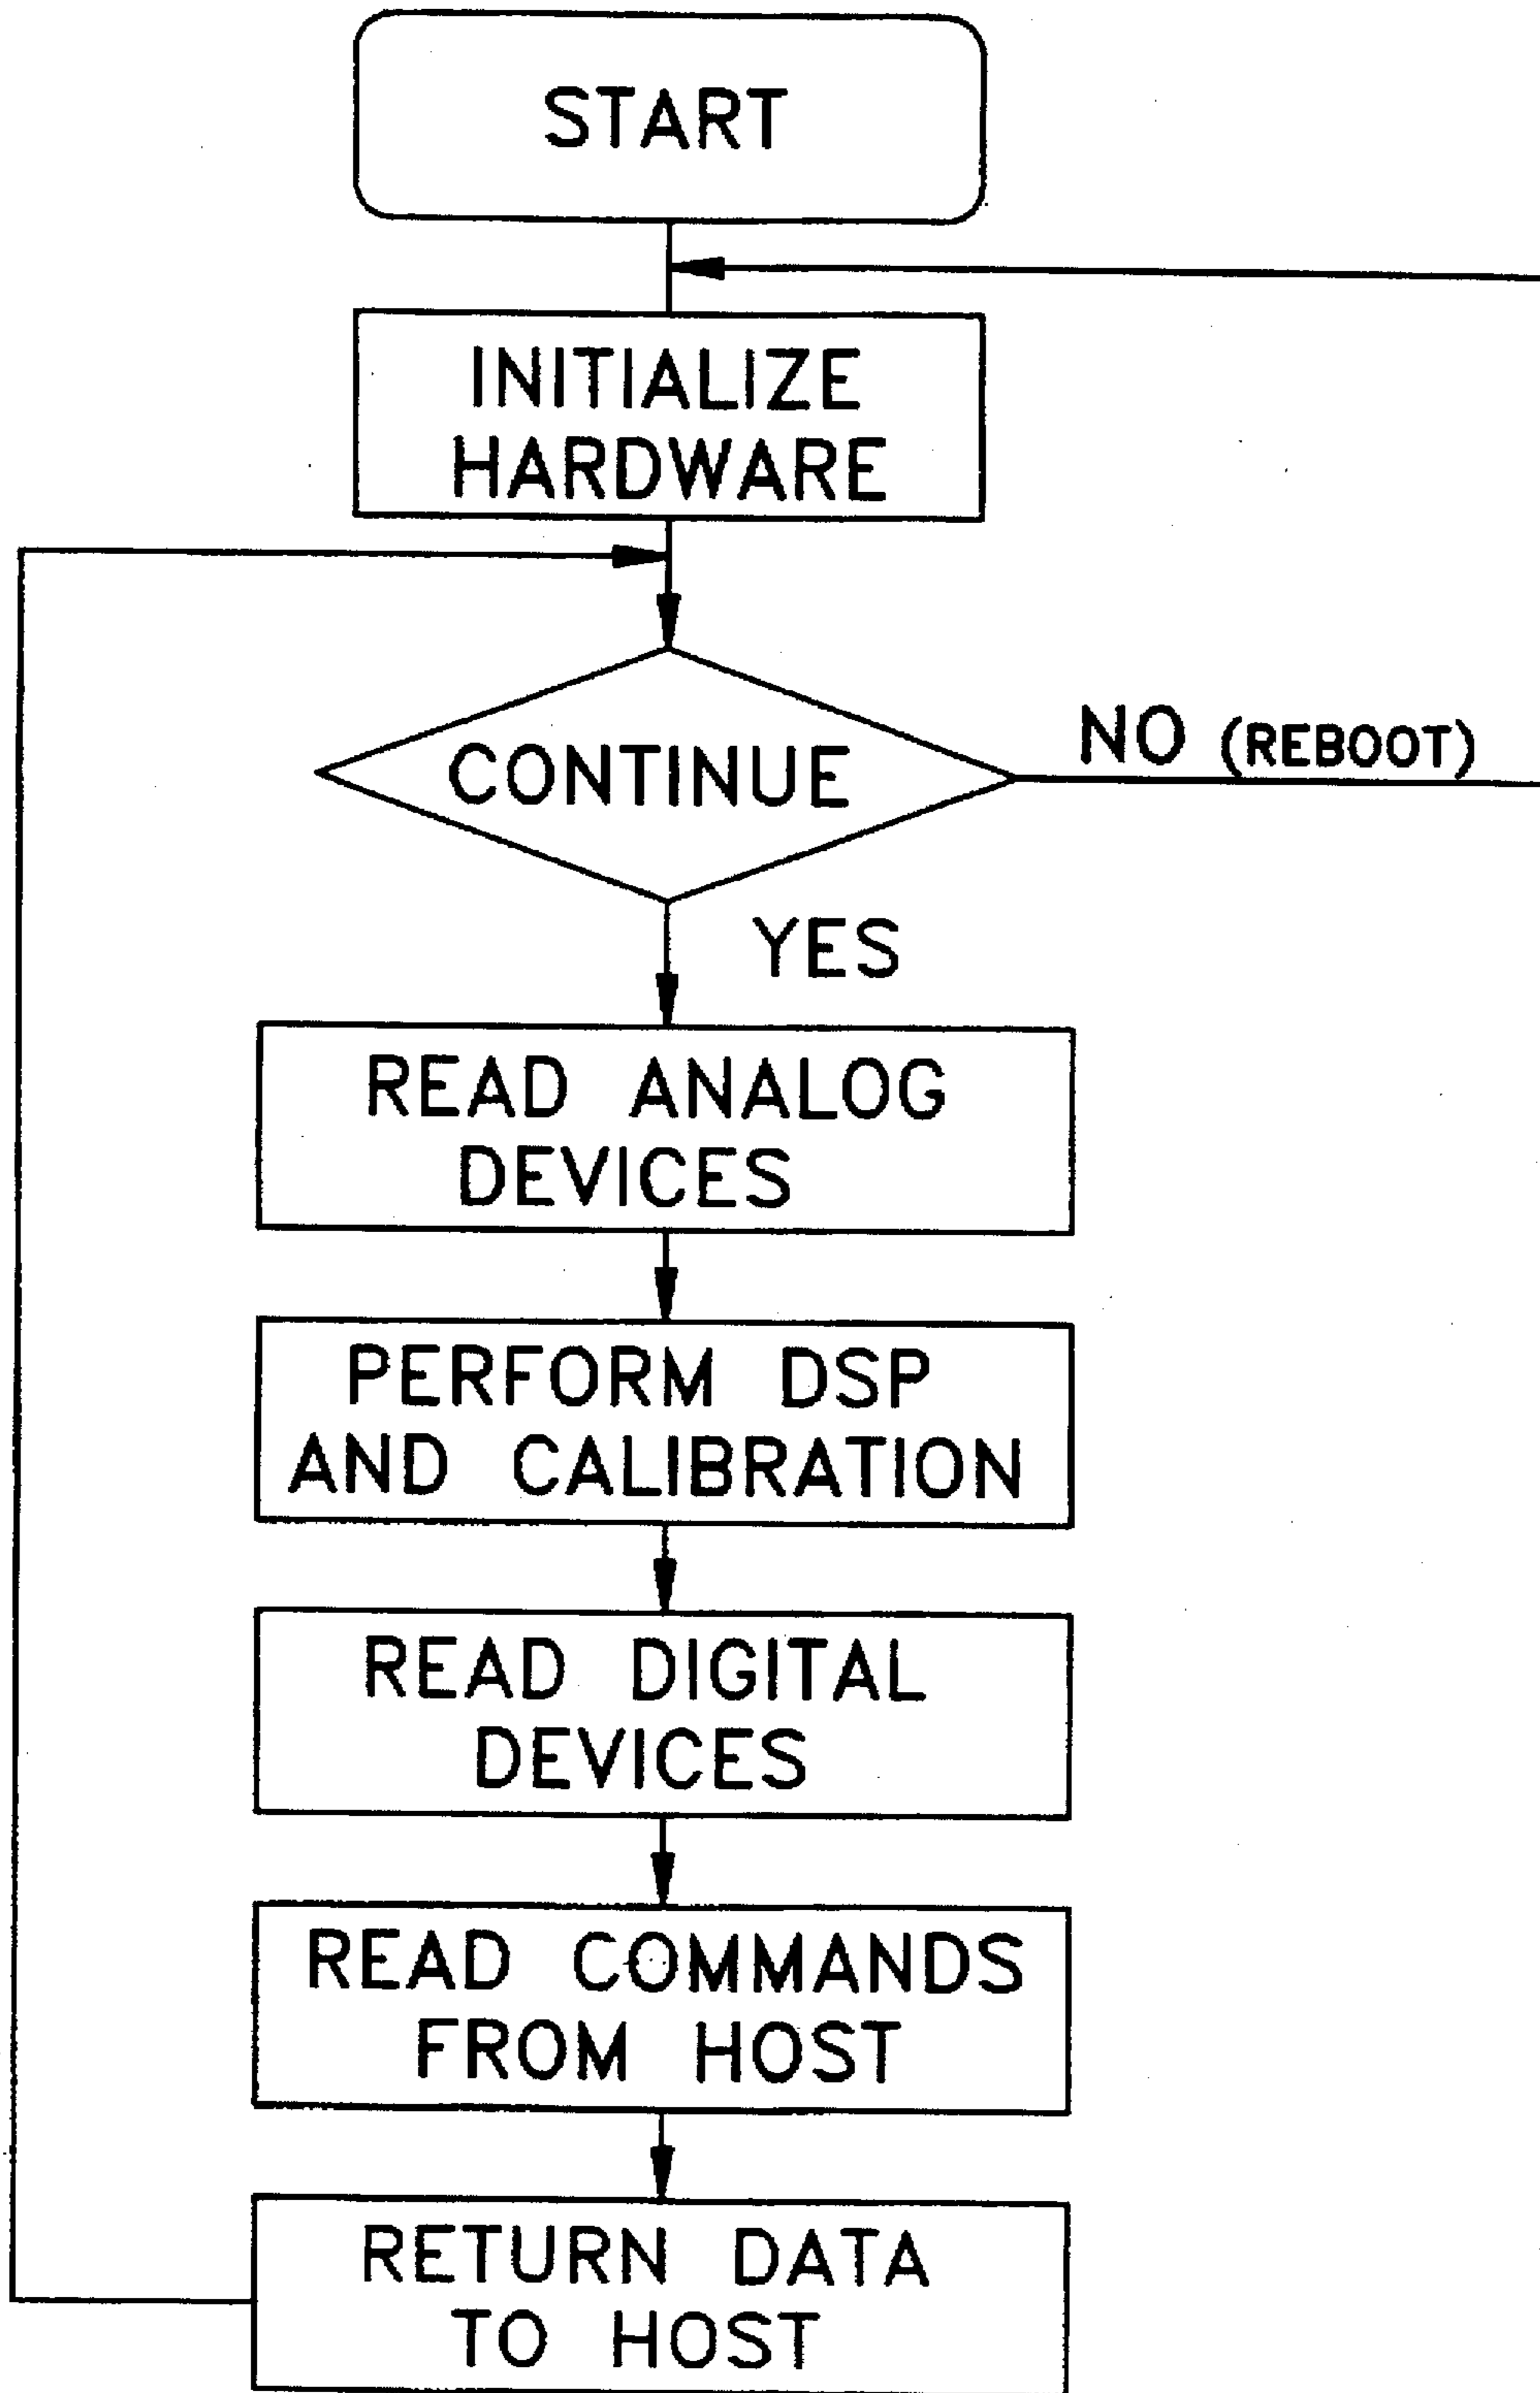 START
INITIALIZE
HARDWARE
CONTINUE
NO (REBOOT)
YES
READ ANALOG
DEVICES
PERFORM DSP
AND CALIBRATION
READ DIGITAL
DEVICES
READ COMMANDS
FROM HOST
RETURN DATA
TO HOST